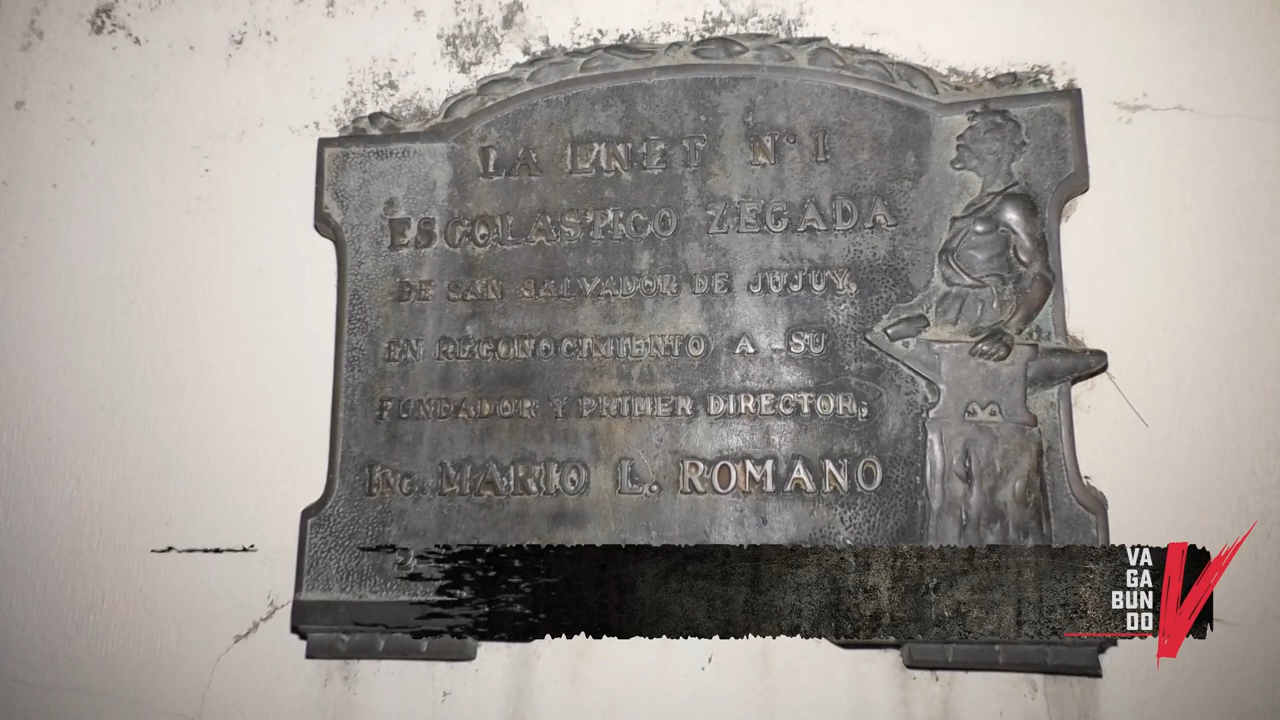 LA ENET N° 1
ESCOLASTICO ZEGADA
DE SAN SALVADOR DE JUJUY,
EN RECONOCIMIENTO A SU
FUNDADOR Y PRIMER DIRECTOR;
ING. MARIO L. ROMANO
VA
GA
BUN
DO
V